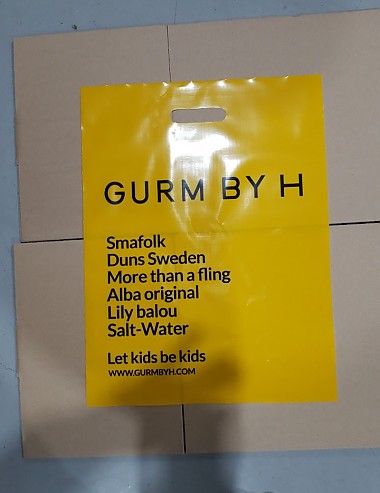 GURM BY H
Smafolk
Duns Sweden
More than a fling
Alba original
Lily balou
Salt-Water
Let kids be kids
WWW.GURMBYH.COM